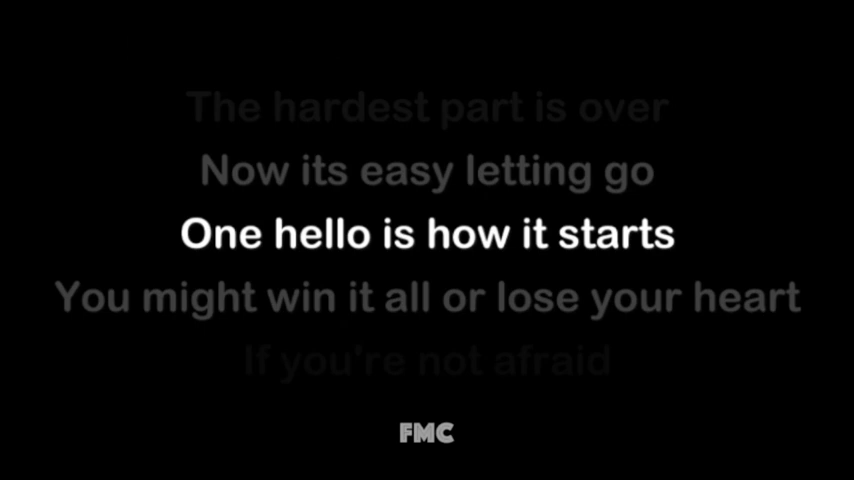 The hardest part is over
Now its easy letting go
One hello is how it starts
You might win it all or lose your heart
If you're not afraid
FMC